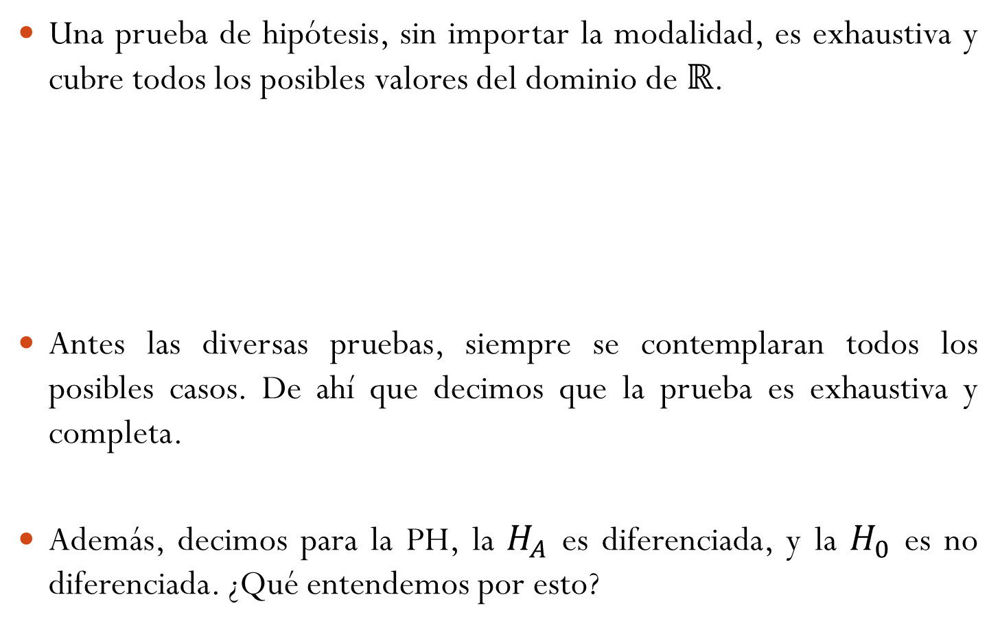 • Una prueba de hipótesis, sin importar la modalidad, es exhaustiva y
cubre todos los posibles valores del dominio de ℝ.
• Antes las diversas pruebas, siempre se contemplaran todos los
posibles casos. De ahí que decimos que la prueba es exhaustiva y
completa.
• Además, decimos para la PH, la H_A es diferenciada, y la H_0 es no
diferenciada. ¿Qué entendemos por esto?